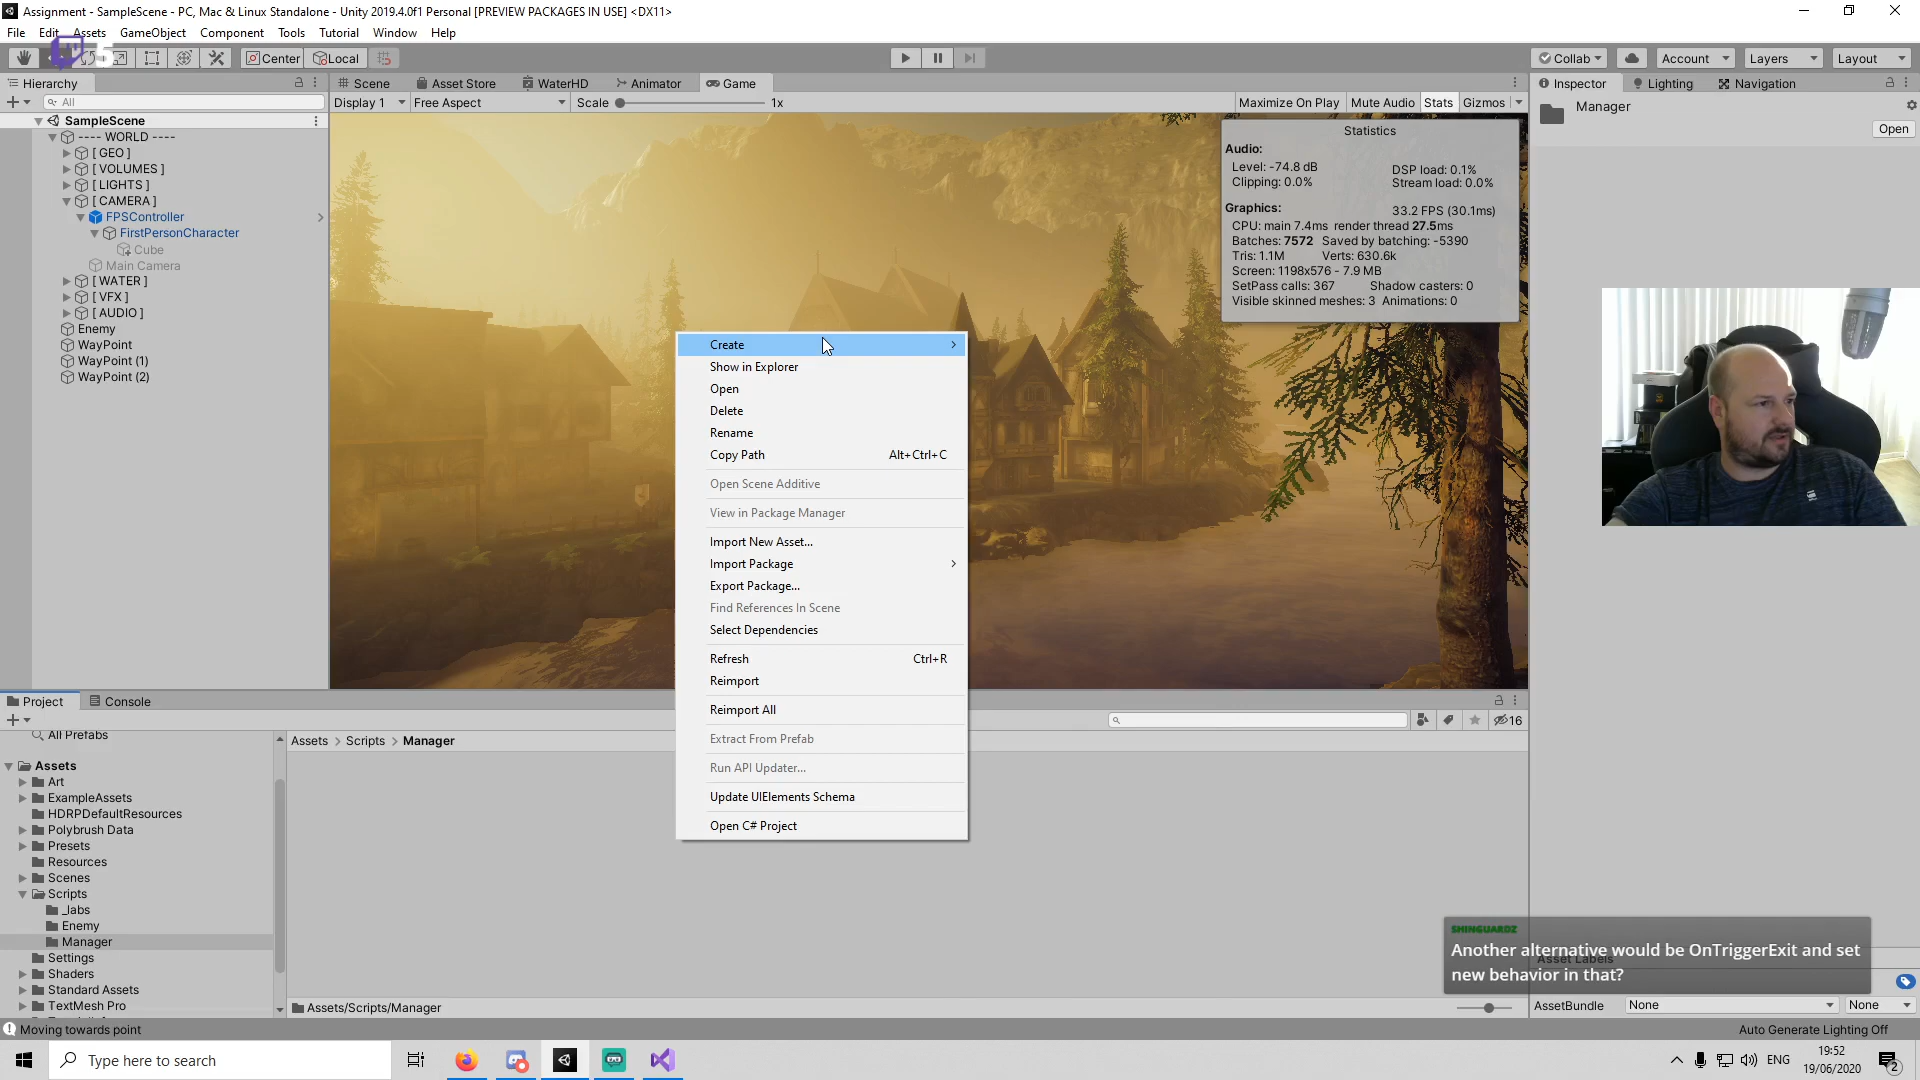 Assignment - SampleScene - PC, Mac & Linux Standalone - Unity 2019.4.0f1 Personal [PREVIEW PACKAGES IN USE] <DX11>
File Edit Assets GameObject Component Tools Tutorial Window Help
5
Center Local
Collab Account Layers Layout
Hierarchy
Scene Asset Store WaterHD Animator Game
Inspector Lighting Navigation
All
Display 1 Free Aspect Scale 1x
Maximize On Play Mute Audio Stats Gizmos
Manager
Open
SampleScene
---- WORLD ----
[ GEO ]
[ VOLUMES ]
[ LIGHTS ]
[ CAMERA ]
FPSController
FirstPersonCharacter
Cube
Main Camera
[ WATER ]
[ VFX ]
[ AUDIO ]
Enemy
WayPoint
WayPoint (1)
WayPoint (2)
Statistics
Audio:
Level: -74.8 dB DSP load: 0.1%
Clipping: 0.0% Stream load: 0.0%
Graphics: 33.2 FPS (30.1ms)
CPU: main 7.4ms render thread 27.5ms
Batches: 7572 Saved by batching: -5390
Tris: 1.1M Verts: 630.6k
Screen: 1198x576 - 7.9 MB
SetPass calls: 367 Shadow casters: 0
Visible skinned meshes: 3 Animations: 0
Create
Show in Explorer
Open
Delete
Rename
Copy Path Alt+Ctrl+C
Open Scene Additive
View in Package Manager
Import New Asset...
Import Package
Export Package...
Find References In Scene
Select Dependencies
Refresh Ctrl+R
Reimport
Reimport All
Extract From Prefab
Run API Updater...
Update UIElements Schema
Open C# Project
Project Console
16
All Prefabs
Assets
Art
ExampleAssets
HDRPDefaultResources
Polybrush Data
Presets
Resources
Scenes
Scripts
_labs
Enemy
Manager
Settings
Shaders
Standard Assets
TextMesh Pro
Assets > Scripts > Manager
Assets/Scripts/Manager
SHINGUARDZ
Another alternative would be OnTriggerExit and set
new behavior in that?
Asset Labels
AssetBundle None None
Moving towards point
Auto Generate Lighting Off
Type here to search
ENG
19:52
19/06/2020
2